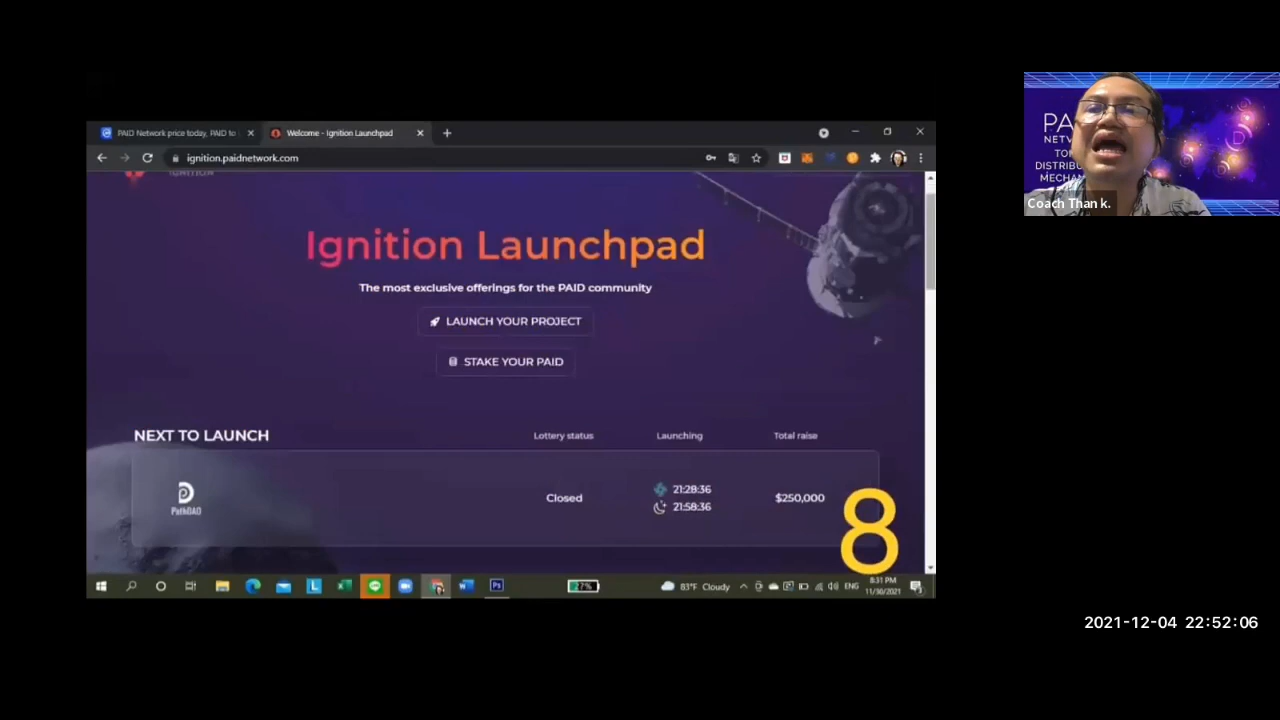 PAID Network price today, PAID to
Welcome - Ignition Launchpad
ignition.paidnetwork.com
IGNITION
Ignition Launchpad
The most exclusive offerings for the PAID community
LAUNCH YOUR PROJECT
STAKE YOUR PAID
NEXT TO LAUNCH
Lottery status
Launching
Total raise
PathDAO
Closed
21:28:36
21:58:36
$250,000
8
83°F Cloudy
ENG
8:31 PM
11/30/2021
Coach Than k.
2021-12-04 22:52:06